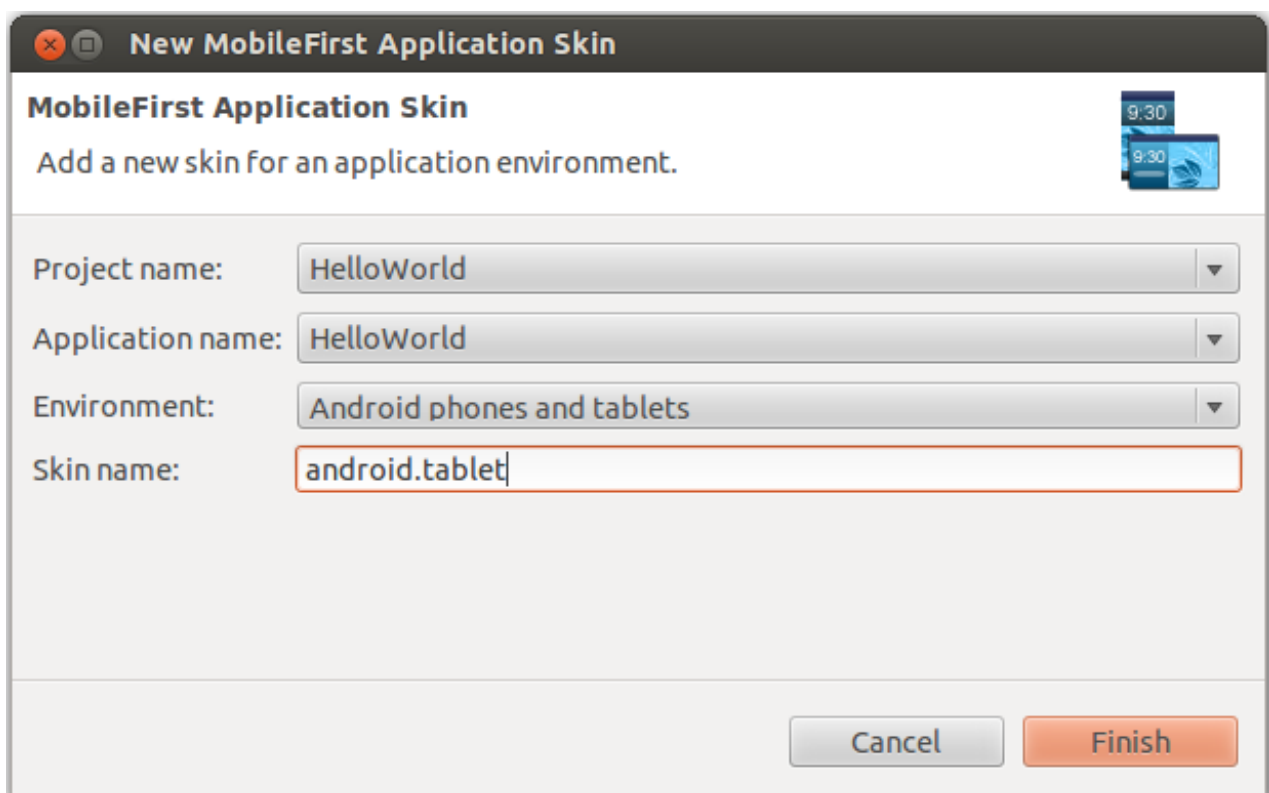 New MobileFirst Application Skin
MobileFirst Application Skin
9:30
Add a new skin for an application environment.
9:30
Project name: HelloWorld
Application name: HelloWorld
Environment: Android phones and tablets
Skin name: android.tablet
Cancel Finish